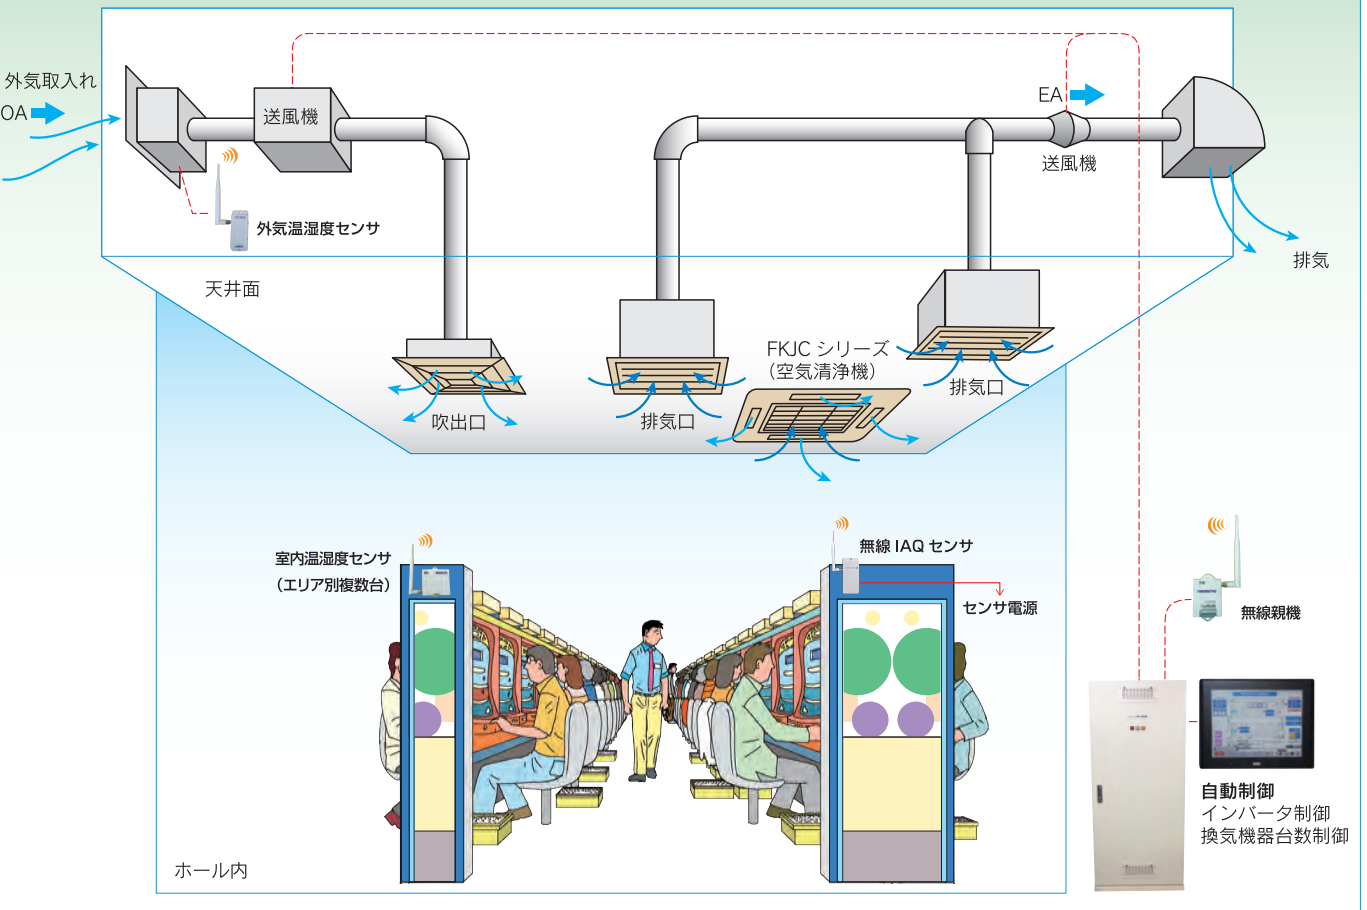 外気取入れ
OA
送風機
EA
送風機
外気温湿度センサ
排気
天井面
FKJC シリーズ
（空気清浄機）
吹出口
排気口
排気口
室内温湿度センサ
（エリア別複数台）
無線 IAQ センサ
センサ電源
無線親機
自動制御
インバータ制御
換気機器台数制御
ホール内